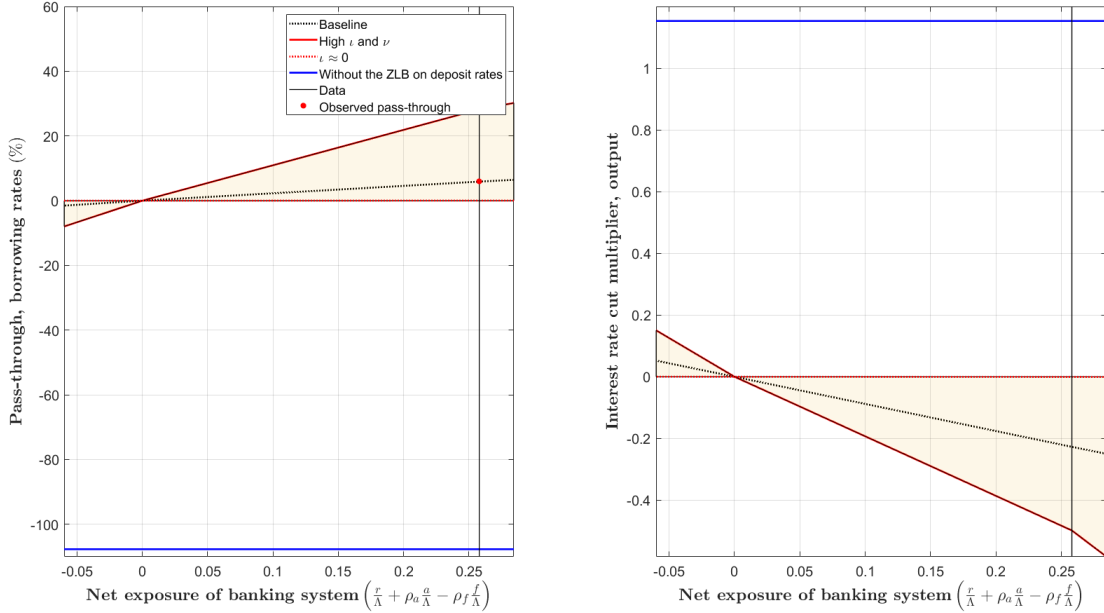 60
40
20
0
-20
-40
-60
-80
-100
Pass-through, borrowing rates (%)
Baseline
High ι and ν
ι ≈ 0
Without the ZLB on deposit rates
Data
Observed pass-through
-0.05 0 0.05 0.1 0.15 0.2 0.25
Net exposure of banking system (r/Λ + ρₐ a/Λ − ρ_f f/Λ)
1
0.8
0.6
0.4
0.2
0
-0.2
-0.4
Interest rate cut multiplier, output
-0.05 0 0.05 0.1 0.15 0.2 0.25
Net exposure of banking system (r/Λ + ρₐ a/Λ − ρ_f f/Λ)